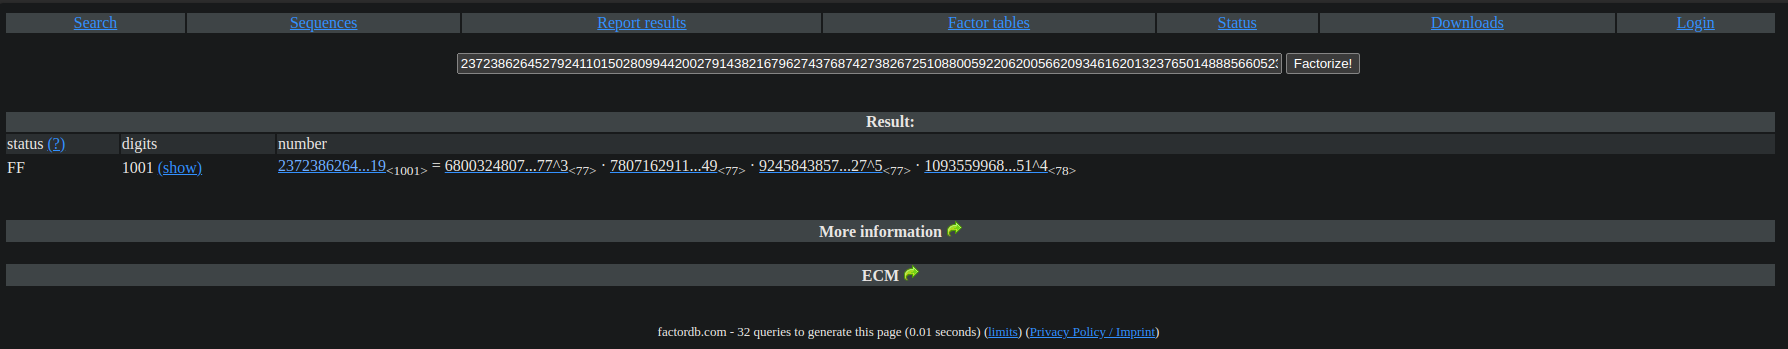 Search Sequences Report results Factor tables Status Downloads Login
237238626452792411015028099442002791438216796274376874273826725108800592206200566209346162013237650148885660523 Factorize!
Result:
status (?) digits number
FF 1001 (show) 2372386264...19<1001> = 6800324807...77^3<77> · 7807162911...49<77> · 9245843857...27^5<77> · 1093559968...51^4<78>
More information
ECM
factordb.com - 32 queries to generate this page (0.01 seconds) (limits) (Privacy Policy / Imprint)